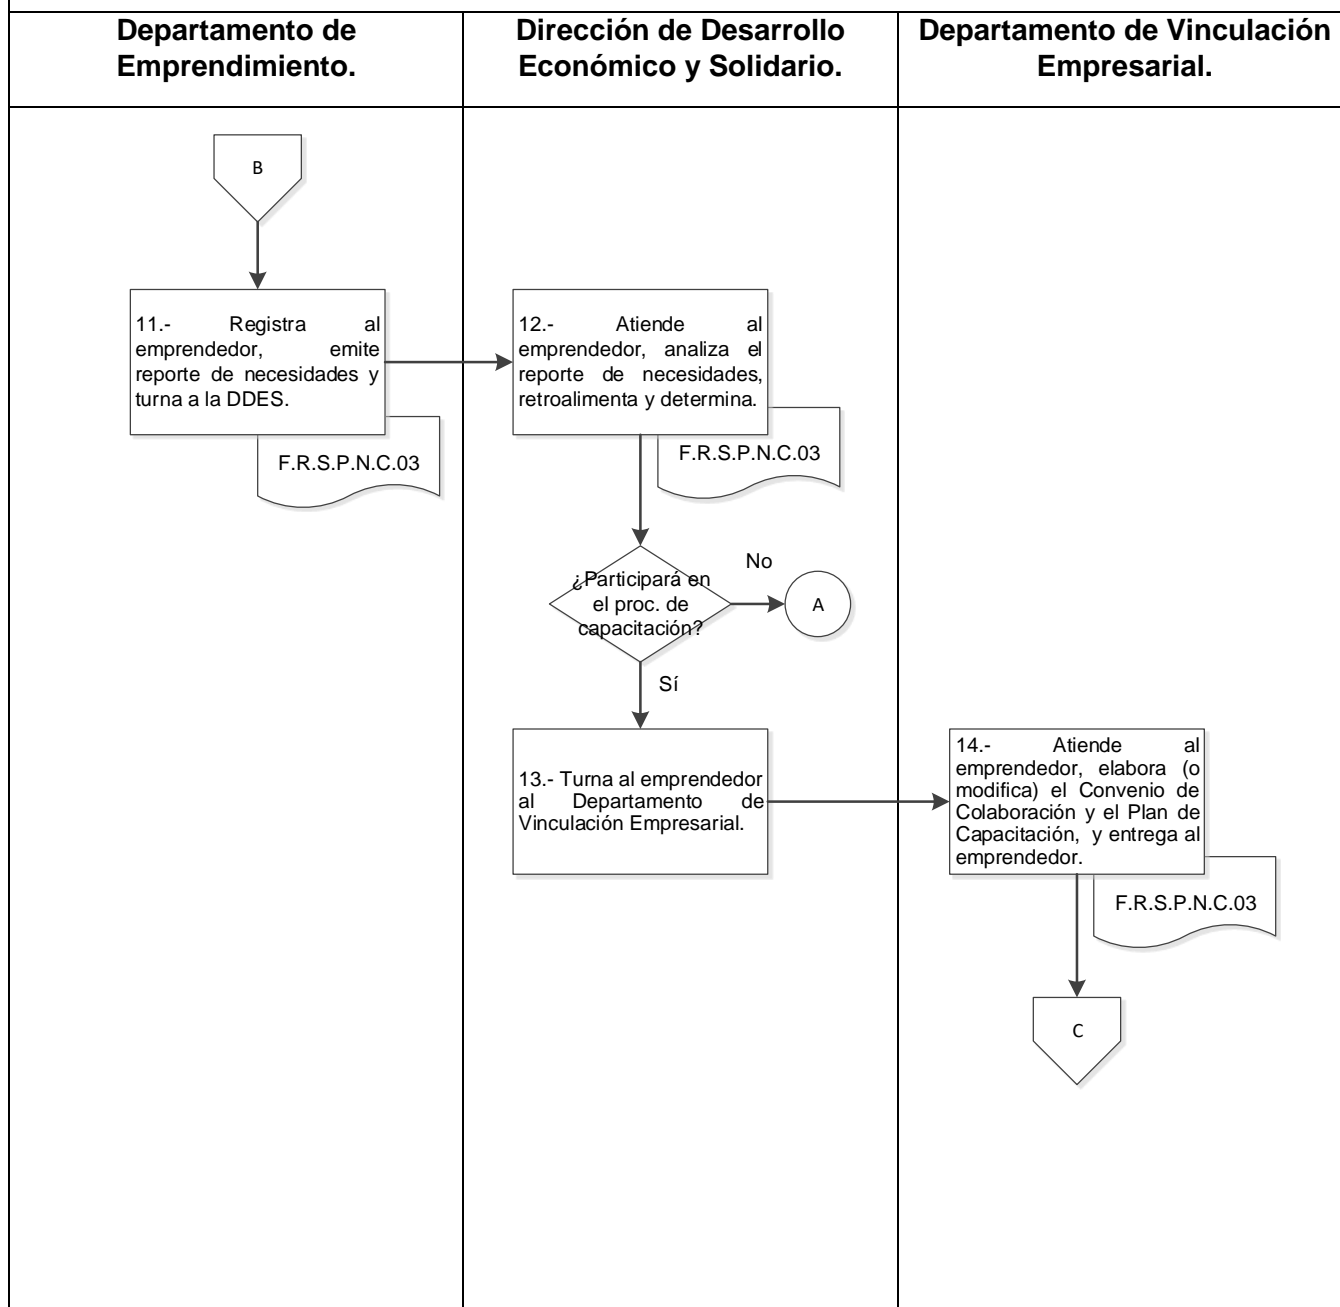 Departamento de
Emprendimiento.
Dirección de Desarrollo
Económico y Solidario.
Departamento de Vinculación
Empresarial.
B
11.- Registra al
emprendedor, emite
reporte de necesidades y
turna a la DDES.
F.R.S.P.N.C.03
12.- Atiende al
emprendedor, analiza el
reporte de necesidades,
retroalimenta y determina.
F.R.S.P.N.C.03
¿Participará en
el proc. de
capacitación?
No
A
Sí
13.- Turna al emprendedor
al Departamento de
Vinculación Empresarial.
14.- Atiende al
emprendedor, elabora (o
modifica) el Convenio de
Colaboración y el Plan de
Capacitación, y entrega al
emprendedor.
F.R.S.P.N.C.03
C